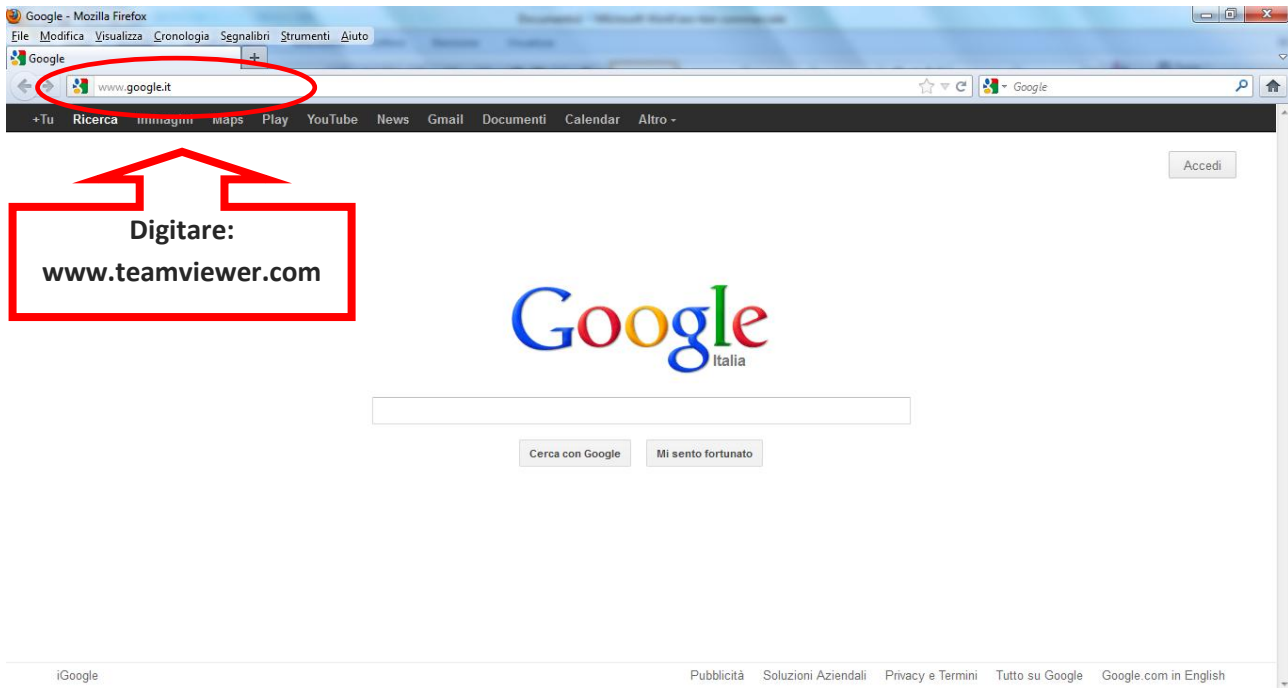 Google - Mozilla Firefox
File Modifica Visualizza Cronologia Segnalibri Strumenti Aiuto
Google +
www.google.it Google
+Tu Ricerca Immagini Maps Play YouTube News Gmail Documenti Calendar Altro
Accedi
Digitare:
www.teamviewer.com
Google
Italia
Cerca con Google Mi sento fortunato
iGoogle Pubblicità Soluzioni Aziendali Privacy e Termini Tutto su Google Google.com in English